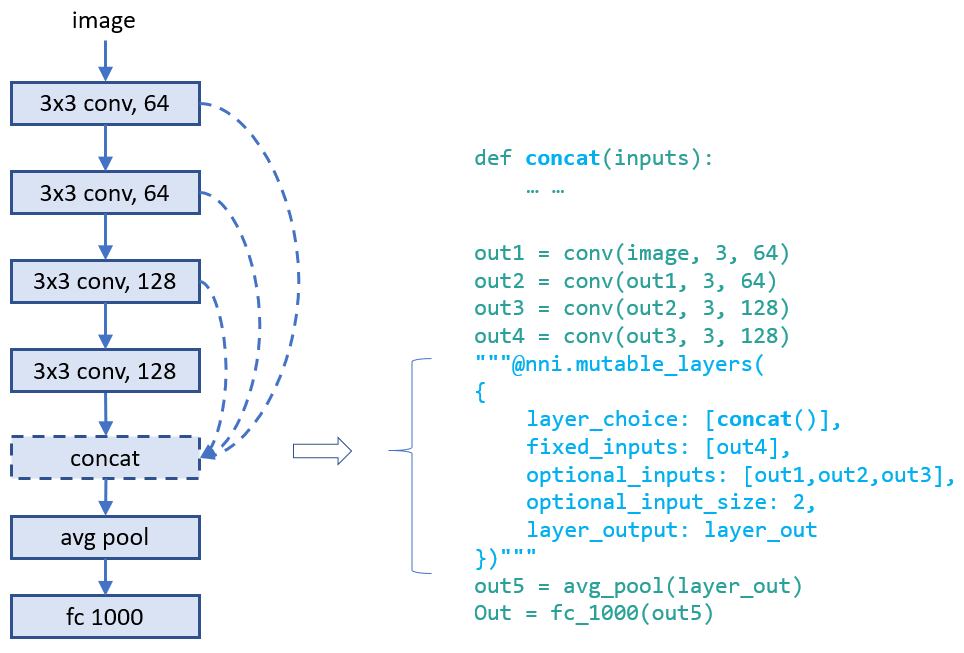 image
3x3 conv, 64
3x3 conv, 64
3x3 conv, 128
3x3 conv, 128
concat
avg pool
fc 1000
def concat(inputs):
    … …
out1 = conv(image, 3, 64)
out2 = conv(out1, 3, 64)
out3 = conv(out2, 3, 128)
out4 = conv(out3, 3, 128)
"""@nni.mutable_layers(
{
    layer_choice: [concat()],
    fixed_inputs: [out4],
    optional_inputs: [out1,out2,out3],
    optional_input_size: 2,
    layer_output: layer_out
})"""
out5 = avg_pool(layer_out)
Out = fc_1000(out5)